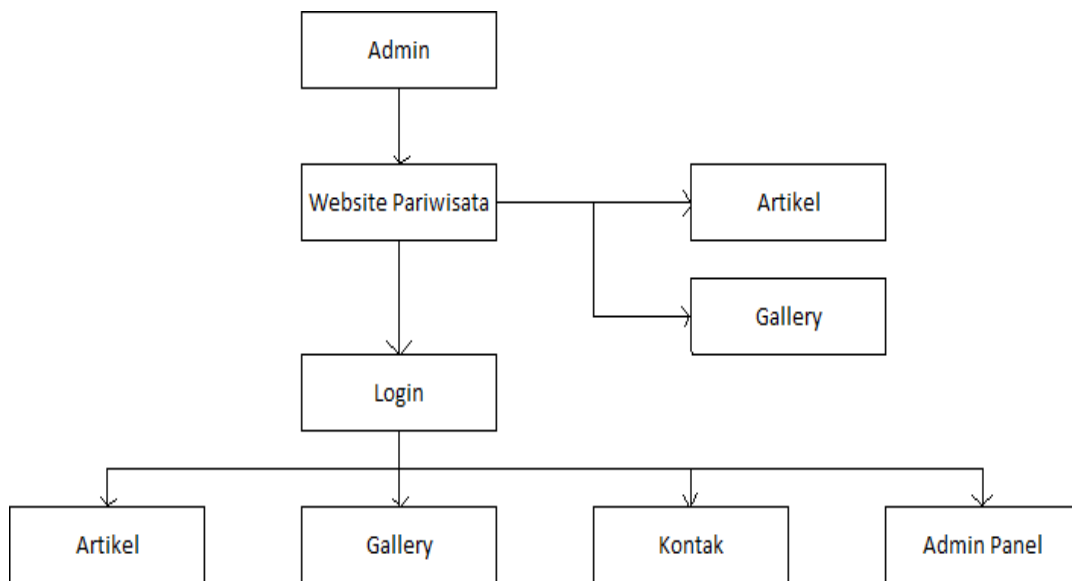 Admin
Website Pariwisata
Artikel
Gallery
Login
Artikel
Gallery
Kontak
Admin Panel